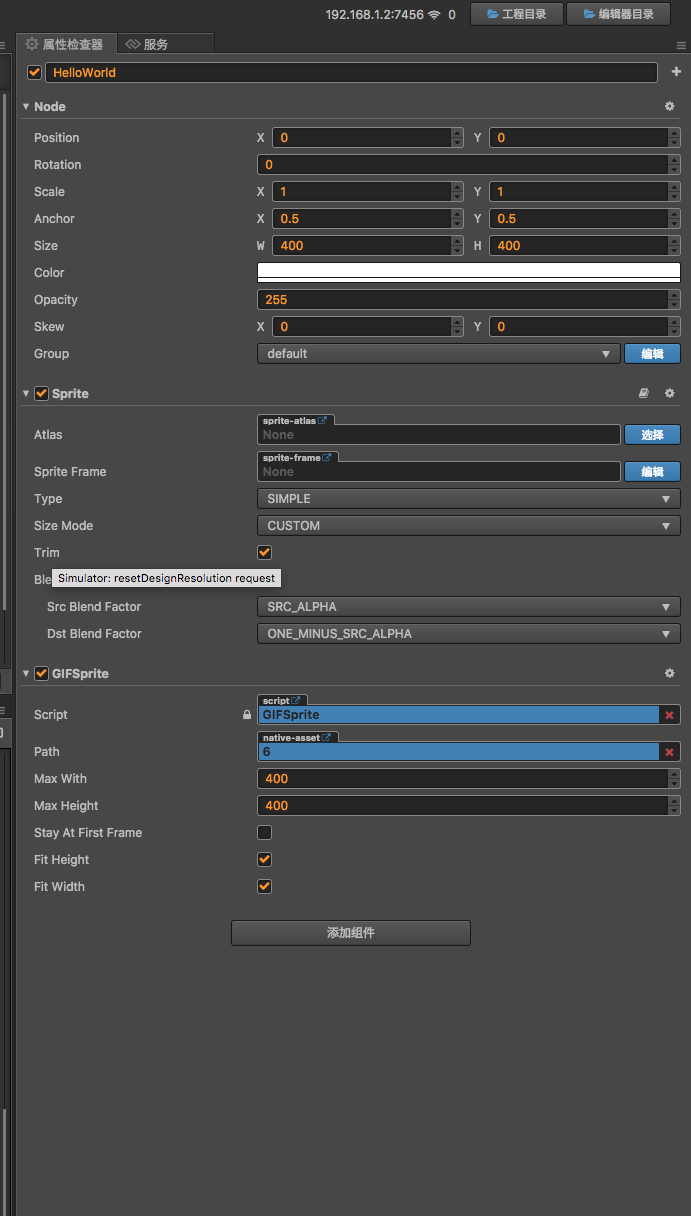 192.168.1.2:7456 0 工程目录 编辑器目录
属性检查器 服务
HelloWorld
Node
Position X 0 Y 0
Rotation 0
Scale X 1 Y 1
Anchor X 0.5 Y 0.5
Size W 400 H 400
Color
Opacity 255
Skew X 0 Y 0
Group default 编辑
Sprite
sprite-atlas
Atlas None 选择
sprite-frame
Sprite Frame None 编辑
Type SIMPLE
Size Mode CUSTOM
Trim
Simulator: resetDesignResolution request
Src Blend Factor SRC_ALPHA
Dst Blend Factor ONE_MINUS_SRC_ALPHA
GIFSprite
script
Script GIFSprite
native-asset
Path 6
Max With 400
Max Height 400
Stay At First Frame
Fit Height
Fit Width
添加组件